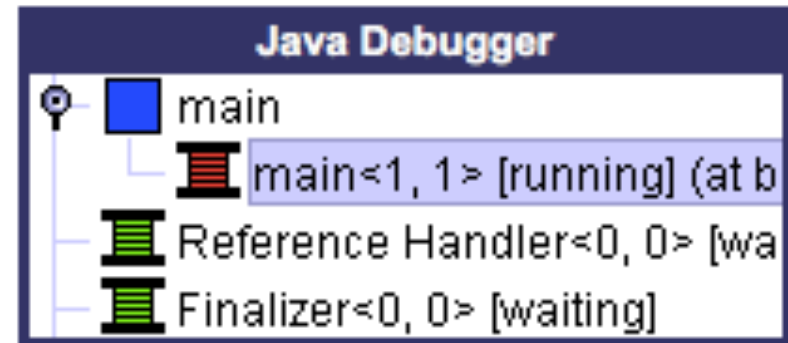 Java Debugger
main
main<1, 1> [running] (at b
Reference Handler<0, 0> [wa
Finalizer<0, 0> [waiting]